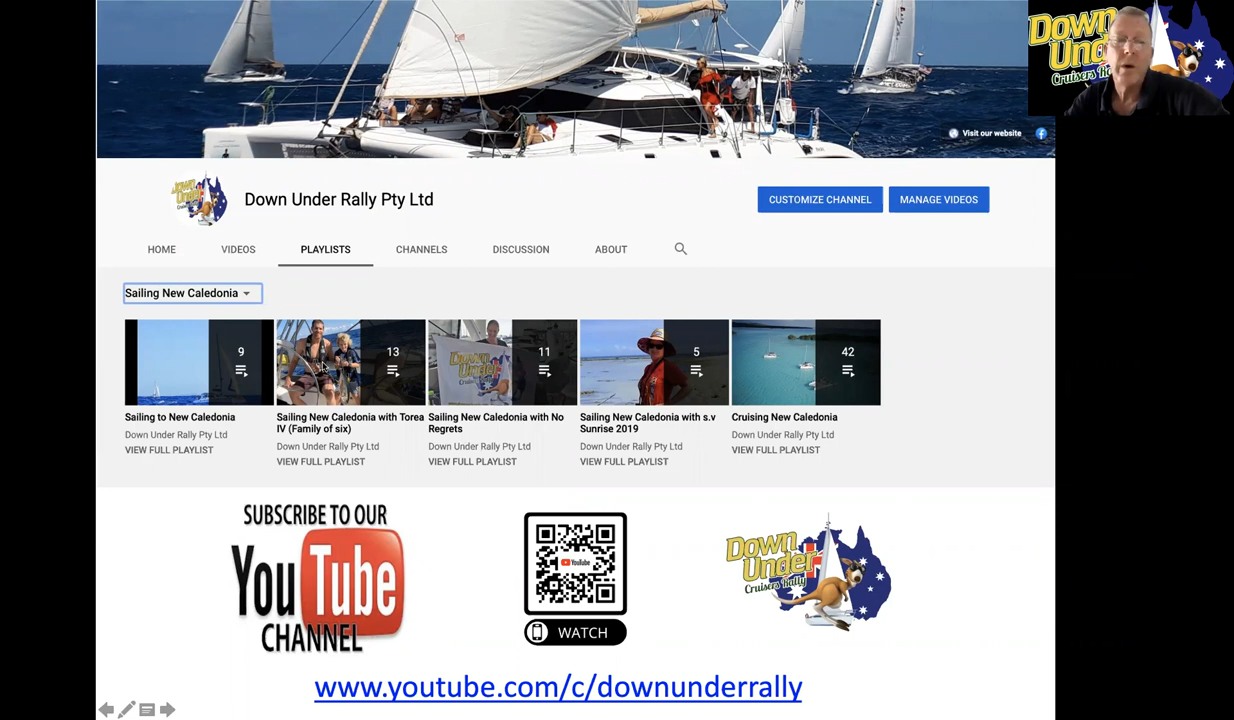 Down
Under
Cruisers Ra
Visit our website
Down Under Rally Pty Ltd
CUSTOMIZE CHANNEL
MANAGE VIDEOS
HOME
VIDEOS
PLAYLISTS
CHANNELS
DISCUSSION
ABOUT
Sailing New Caledonia
9
13
11
5
42
Sailing to New Caledonia
Down Under Rally Pty Ltd
VIEW FULL PLAYLIST
Sailing New Caledonia with Torea
IV (Family of six)
Down Under Rally Pty Ltd
VIEW FULL PLAYLIST
Sailing New Caledonia with No
Regrets
Down Under Rally Pty Ltd
VIEW FULL PLAYLIST
Sailing New Caledonia with s.v
Sunrise 2019
Down Under Rally Pty Ltd
VIEW FULL PLAYLIST
Cruising New Caledonia
Down Under Rally Pty Ltd
VIEW FULL PLAYLIST
SUBSCRIBE TO OUR
YouTube
CHANNEL
YouTube
WATCH
Down
Under
Cruisers Rally
www.youtube.com/c/downunderrally